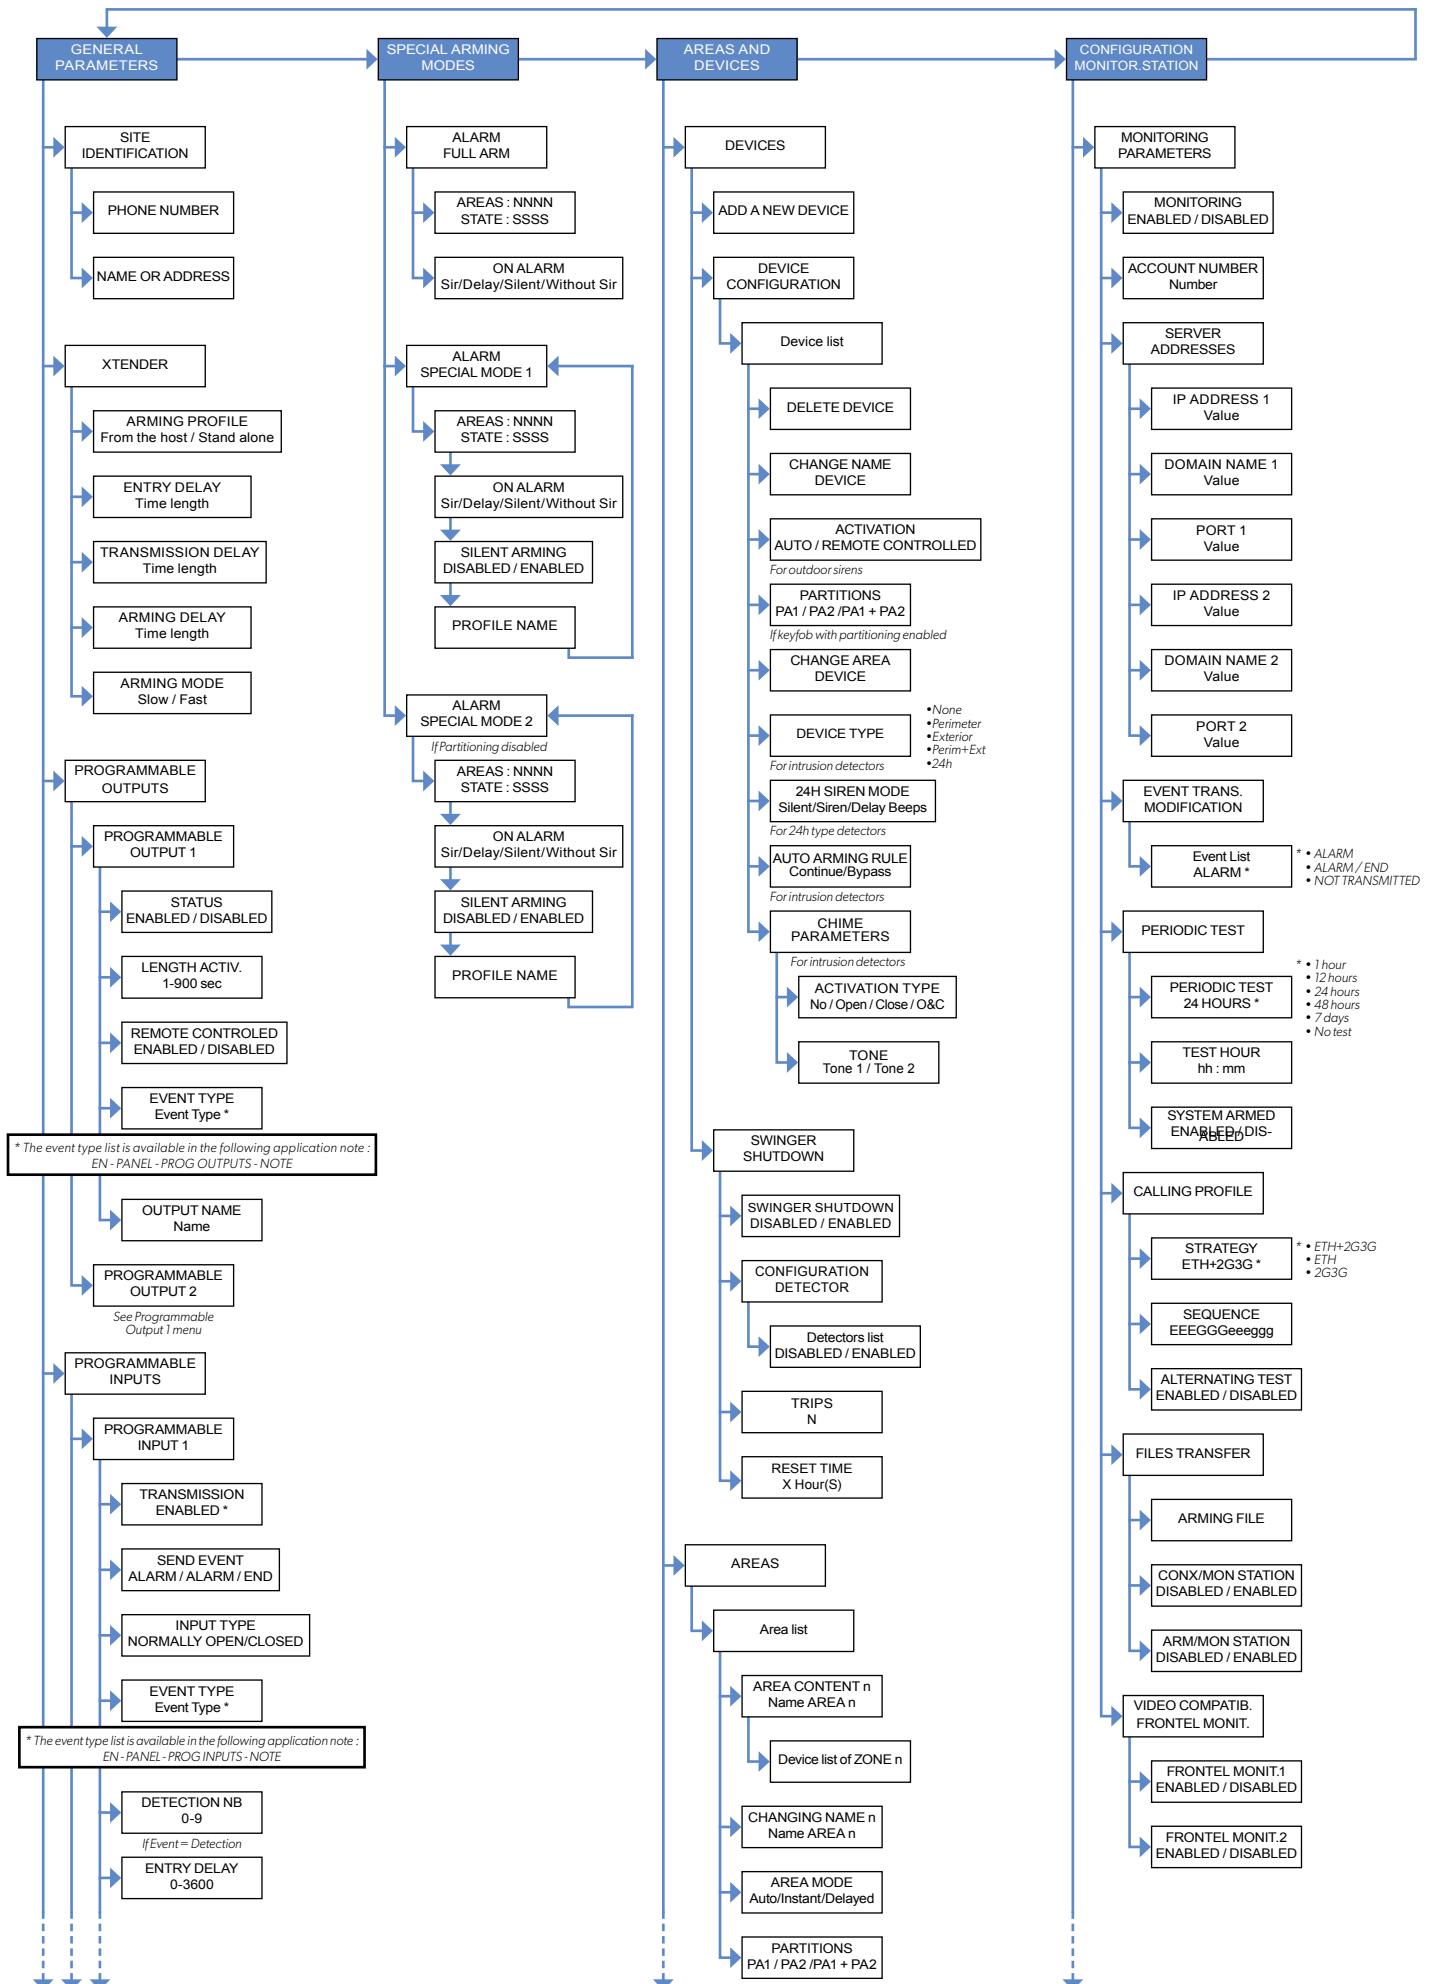 GENERAL
PARAMETERS
SITE
IDENTIFICATION
PHONE NUMBER
NAME OR ADDRESS
XTENDER
ARMING PROFILE
From the host / Stand alone
ENTRY DELAY
Time length
TRANSMISSION DELAY
Time length
ARMING DELAY
Time length
ARMING MODE
Slow / Fast
PROGRAMMABLE
OUTPUTS
PROGRAMMABLE
OUTPUT 1
STATUS
ENABLED / DISABLED
LENGTH ACTIV.
1-900 sec
REMOTE CONTROLED
ENABLED / DISABLED
EVENT TYPE
Event Type *
* The event type list is available in the following application note :
EN - PANEL - PROG OUTPUTS - NOTE
OUTPUT NAME
Name
PROGRAMMABLE
OUTPUT 2
See Programmable
Output 1 menu
PROGRAMMABLE
INPUTS
PROGRAMMABLE
INPUT 1
TRANSMISSION
ENABLED *
SEND EVENT
ALARM / ALARM / END
INPUT TYPE
NORMALLY OPEN/CLOSED
EVENT TYPE
Event Type *
* The event type list is available in the following application note :
EN - PANEL - PROG INPUTS - NOTE
DETECTION NB
0-9
If Event = Detection
ENTRY DELAY
0-3600
SPECIAL ARMING
MODES
ALARM
FULL ARM
AREAS : NNNN
STATE : SSSS
ON ALARM
Sir/Delay/Silent/Without Sir
ALARM
SPECIAL MODE 1
AREAS : NNNN
STATE : SSSS
ON ALARM
Sir/Delay/Silent/Without Sir
SILENT ARMING
DISABLED / ENABLED
PROFILE NAME
ALARM
SPECIAL MODE 2
If Partitioning disabled
AREAS : NNNN
STATE : SSSS
ON ALARM
Sir/Delay/Silent/Without Sir
SILENT ARMING
DISABLED / ENABLED
PROFILE NAME
AREAS AND
DEVICES
DEVICES
ADD A NEW DEVICE
DEVICE
CONFIGURATION
Device list
DELETE DEVICE
CHANGE NAME
DEVICE
ACTIVATION
AUTO / REMOTE CONTROLLED
For outdoor sirens
PARTITIONS
PA1 / PA2 /PA1 + PA2
If keyfob with partitioning enabled
CHANGE AREA
DEVICE
DEVICE TYPE
•None
•Perimeter
•Exterior
•Perim+Ext
•24h
For intrusion detectors
24H SIREN MODE
Silent/Siren/Delay Beeps
For 24h type detectors
AUTO ARMING RULE
Continue/Bypass
For intrusion detectors
CHIME
PARAMETERS
For intrusion detectors
ACTIVATION TYPE
No / Open / Close / O&C
TONE
Tone 1 / Tone 2
SWINGER
SHUTDOWN
SWINGER SHUTDOWN
DISABLED / ENABLED
CONFIGURATION
DETECTOR
Detectors list
DISABLED / ENABLED
TRIPS
N
RESET TIME
X Hour(S)
AREAS
Area list
AREA CONTENT n
Name AREA n
Device list of ZONE n
CHANGING NAME n
Name AREA n
AREA MODE
Auto/Instant/Delayed
PARTITIONS
PA1 / PA2 /PA1 + PA2
CONFIGURATION
MONITOR.STATION
MONITORING
PARAMETERS
MONITORING
ENABLED / DISABLED
ACCOUNT NUMBER
Number
SERVER
ADDRESSES
IP ADDRESS 1
Value
DOMAIN NAME 1
Value
PORT 1
Value
IP ADDRESS 2
Value
DOMAIN NAME 2
Value
PORT 2
Value
EVENT TRANS.
MODIFICATION
Event List
ALARM *
* • ALARM
• ALARM / END
• NOT TRANSMITTED
PERIODIC TEST
PERIODIC TEST
24 HOURS *
* • 1 hour
• 12 hours
• 24 hours
• 48 hours
• 7 days
• No test
TEST HOUR
hh : mm
SYSTEM ARMED
ENABLED / DIS-
ABLED
CALLING PROFILE
STRATEGY
ETH+2G3G *
* • ETH+2G3G
• ETH
• 2G3G
SEQUENCE
EEEGGGeeeggg
ALTERNATING TEST
ENABLED / DISABLED
FILES TRANSFER
ARMING FILE
CONX/MON STATION
DISABLED / ENABLED
ARM/MON STATION
DISABLED / ENABLED
VIDEO COMPATIB.
FRONTEL MONIT.
FRONTEL MONIT.1
ENABLED / DISABLED
FRONTEL MONIT.2
ENABLED / DISABLED